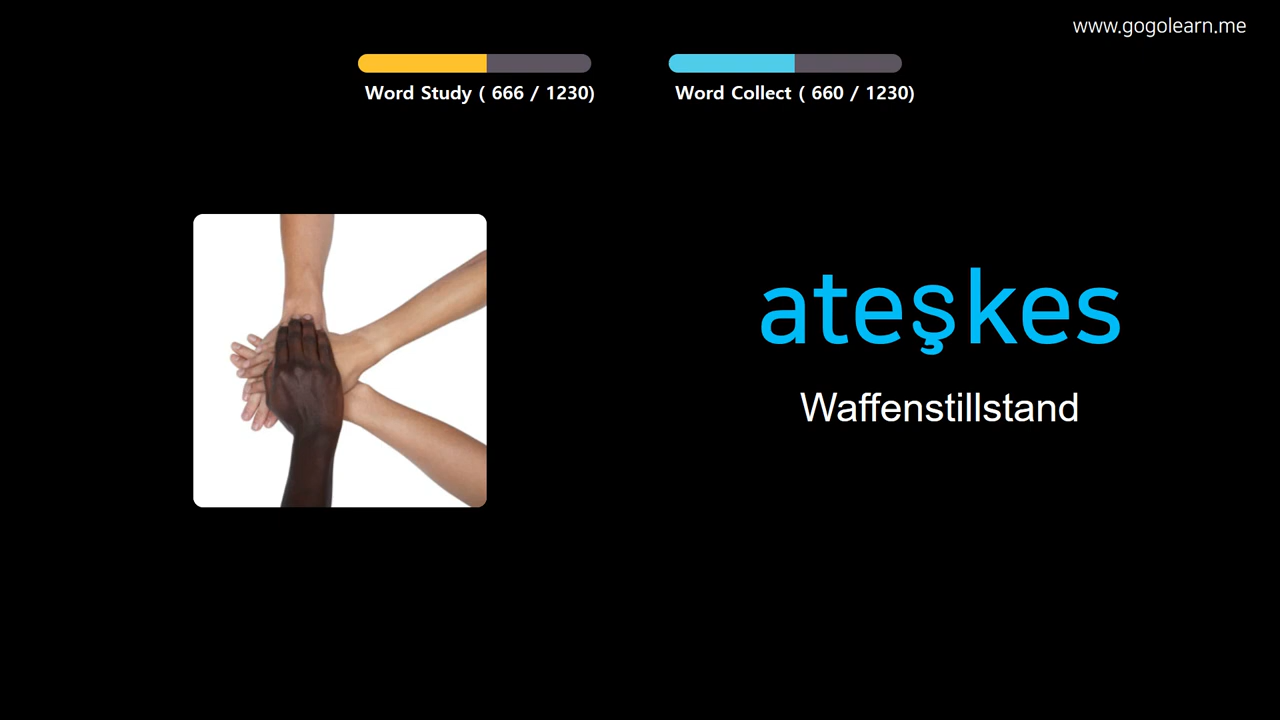 www.gogolearn.me
Word Study ( 666 / 1230)
Word Collect ( 660 / 1230)
ateşkes
Waffenstillstand